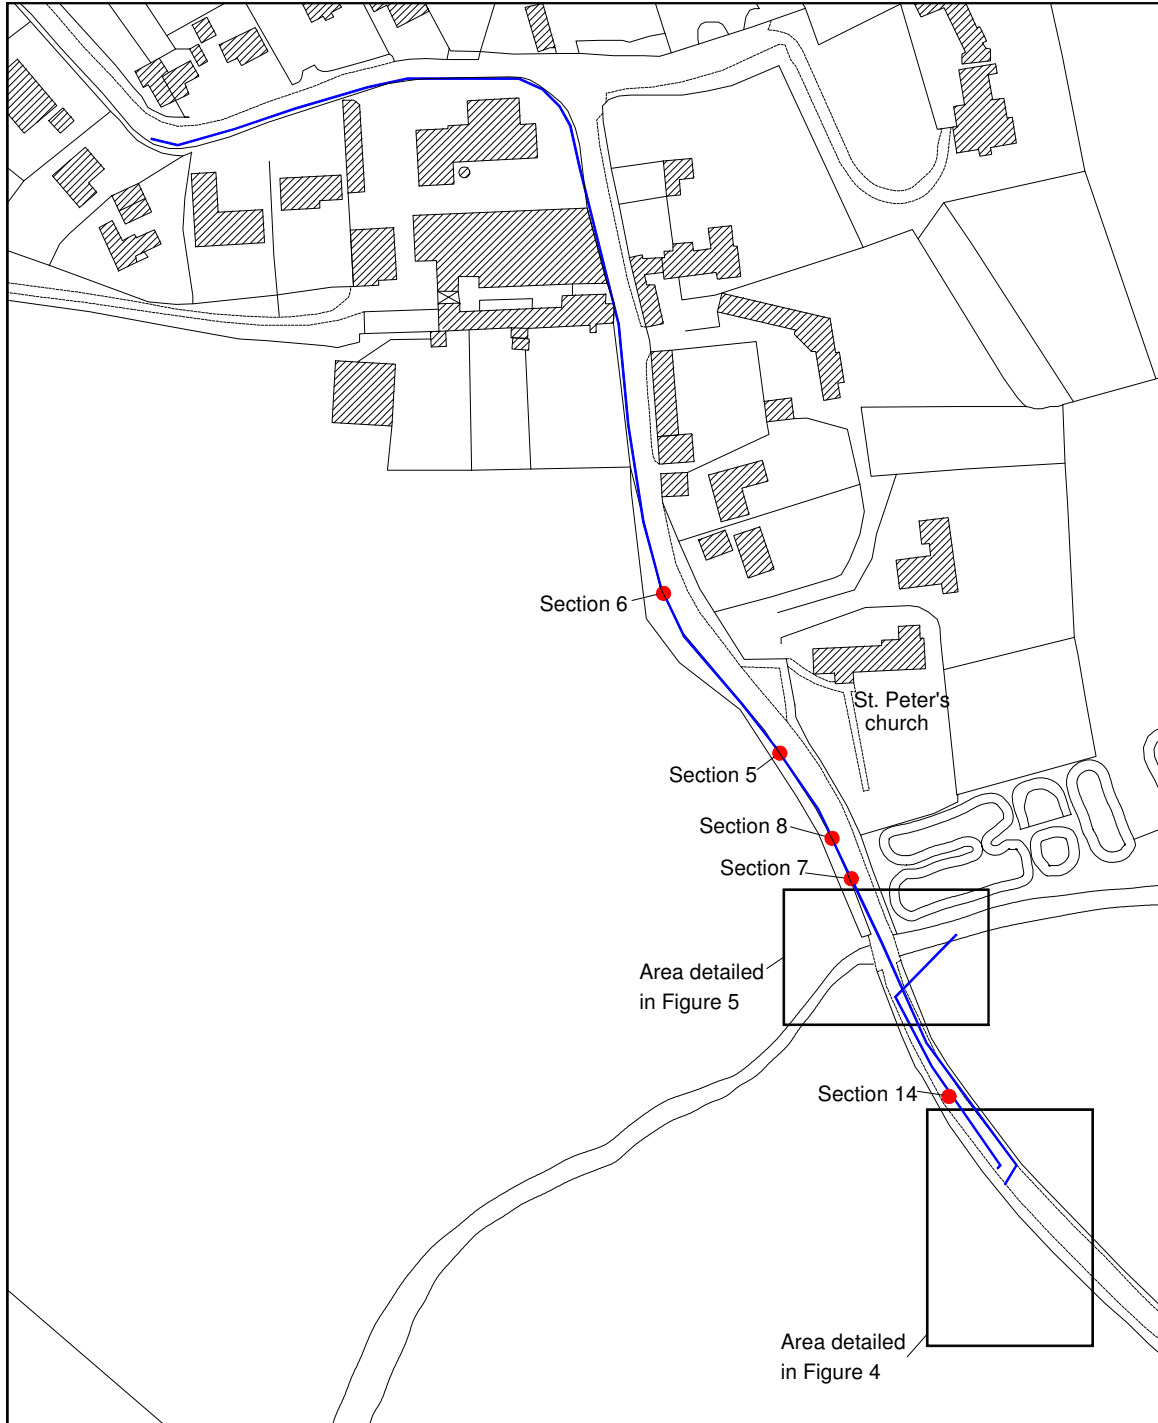 Section 6
St. Peter's
church
Section 5
Section 8
Section 7
Area detailed
in Figure 5
Section 14
Area detailed
in Figure 4